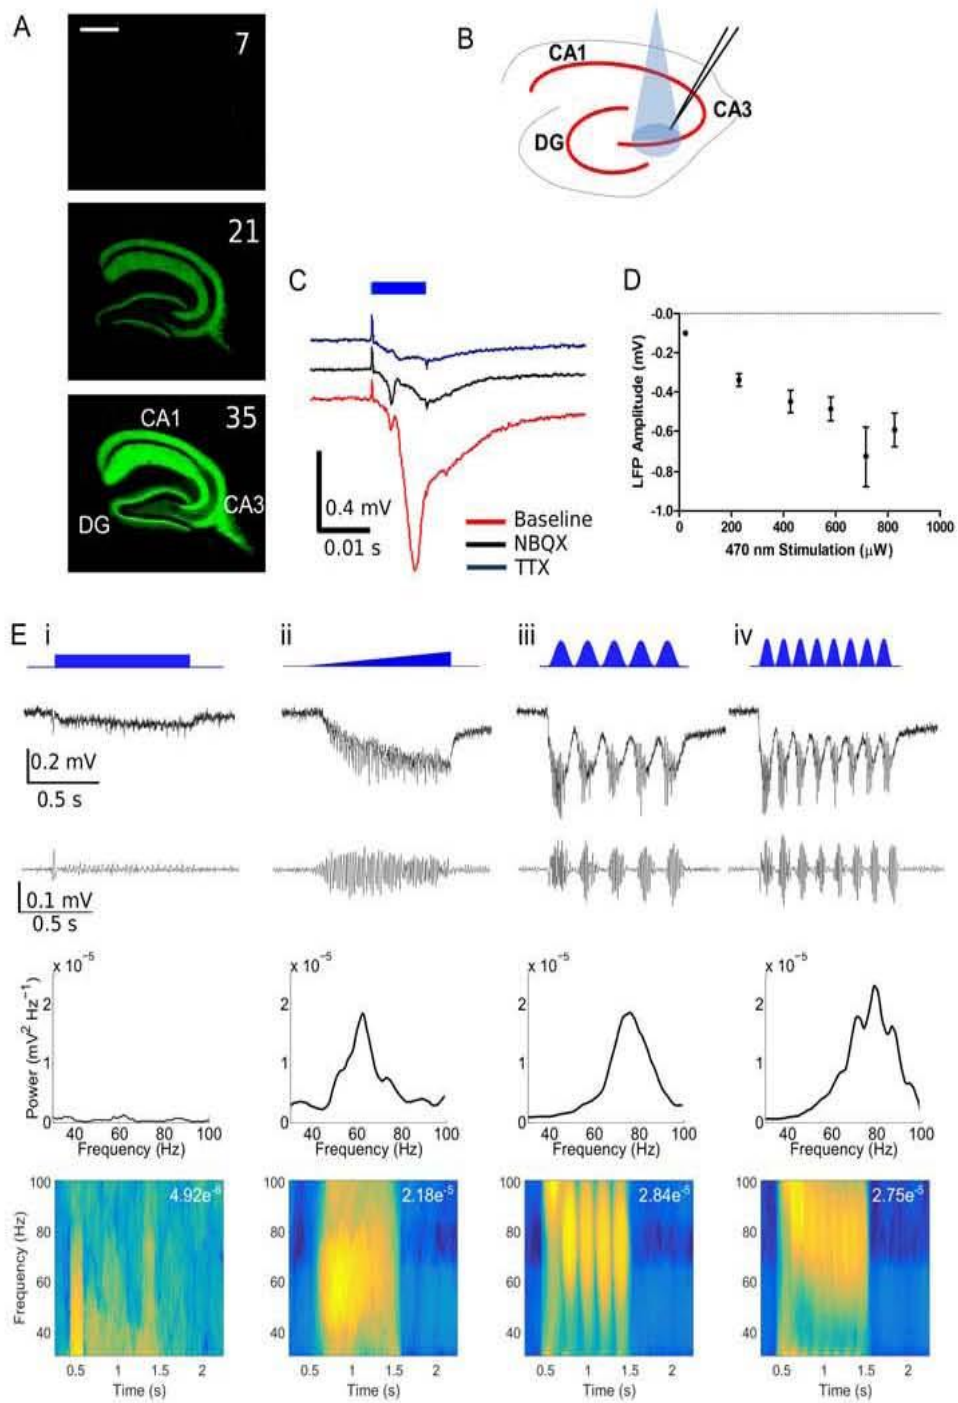 A
7
21
35
CA1
CA3
DG
B
CA1
CA3
DG
C
0.4 mV
0.01 s
Baseline
NBQX
TTX
D
LFP Amplitude (mV)
-0.0
-0.2
-0.4
-0.6
-0.8
-1.0
0 200 400 600 800 1000
470 nm Stimulation (μW)
E i ii iii iv
0.2 mV
0.5 s
0.1 mV
0.5 s
x 10⁻⁵ x 10⁻⁵ x 10⁻⁵ x 10⁻⁵
Power (mV² Hz⁻¹)
2 2 2 2
1 1 1 1
0 0 0 0
40 60 80 100 40 60 80 100 40 60 80 100 40 60 80 100
Frequency (Hz) Frequency (Hz) Frequency (Hz) Frequency (Hz)
4.92e⁻⁶ 2.18e⁻⁵ 2.84e⁻⁵ 2.75e⁻⁵
Frequency (Hz)
100 100 100 100
80 80 80 80
60 60 60 60
40 40 40 40
0.5 1 1.5 2 0.5 1 1.5 2 0.5 1 1.5 2 0.5 1 1.5 2
Time (s) Time (s) Time (s) Time (s)